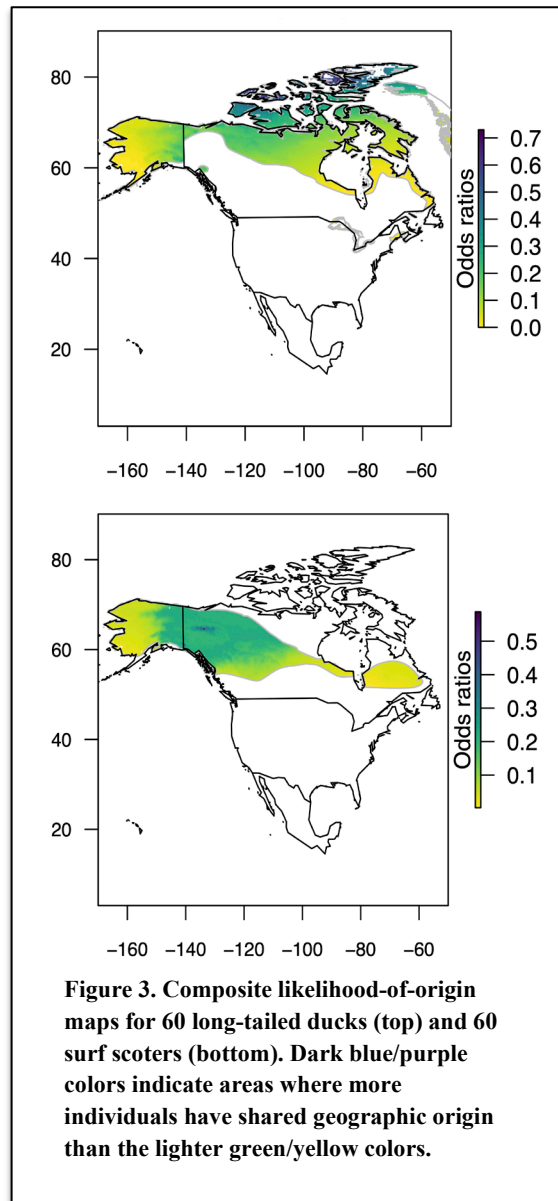 80
60
40
20
−160 −140 −120 −100 −80 −60
Odds ratios
0.7
0.6
0.5
0.4
0.3
0.2
0.1
0.0
80
60
40
20
−160 −140 −120 −100 −80 −60
Odds ratios
0.5
0.4
0.3
0.2
0.1
Figure 3. Composite likelihood-of-origin
maps for 60 long-tailed ducks (top) and 60
surf scoters (bottom). Dark blue/purple
colors indicate areas where more
individuals have shared geographic origin
than the lighter green/yellow colors.